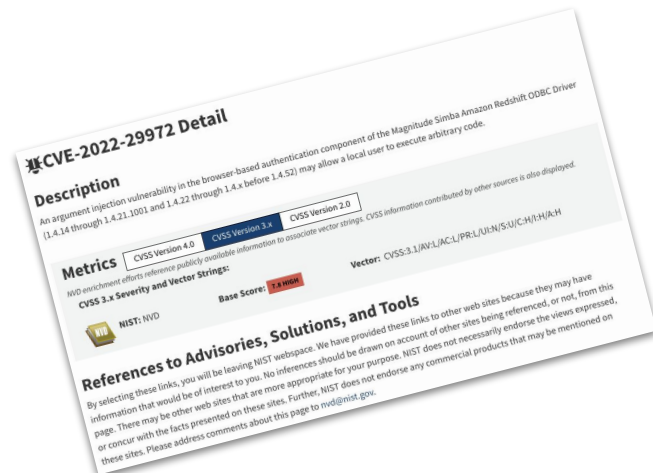 CVE-2022-29972 Detail
Description
An argument injection vulnerability in the browser-based authentication component of the Magnitude Simba Amazon Redshift ODBC Driver
(1.4.14 through 1.4.21.1001 and 1.4.22 through 1.4.x before 1.4.52) may allow a local user to execute arbitrary code.
Metrics
CVSS Version 4.0 CVSS Version 3.x CVSS Version 2.0
NVD enrichment efforts reference publicly available information to associate vector strings. CVSS information contributed by other sources is also displayed.
CVSS 3.x Severity and Vector Strings:
NVD NIST: NVD Base Score: 7.8 HIGH Vector: CVSS:3.1/AV:L/AC:L/PR:L/UI:N/S:U/C:H/I:H/A:H
References to Advisories, Solutions, and Tools
By selecting these links, you will be leaving NIST webspace. We have provided these links to other web sites because they may have
information that would be of interest to you. No inferences should be drawn on account of other sites being referenced, or not, from this
page. There may be other web sites that are more appropriate for your purpose. NIST does not necessarily endorse the views expressed,
or concur with the facts presented on these sites. Further, NIST does not endorse any commercial products that may be mentioned on
these sites. Please address comments about this page to nvd@nist.gov.